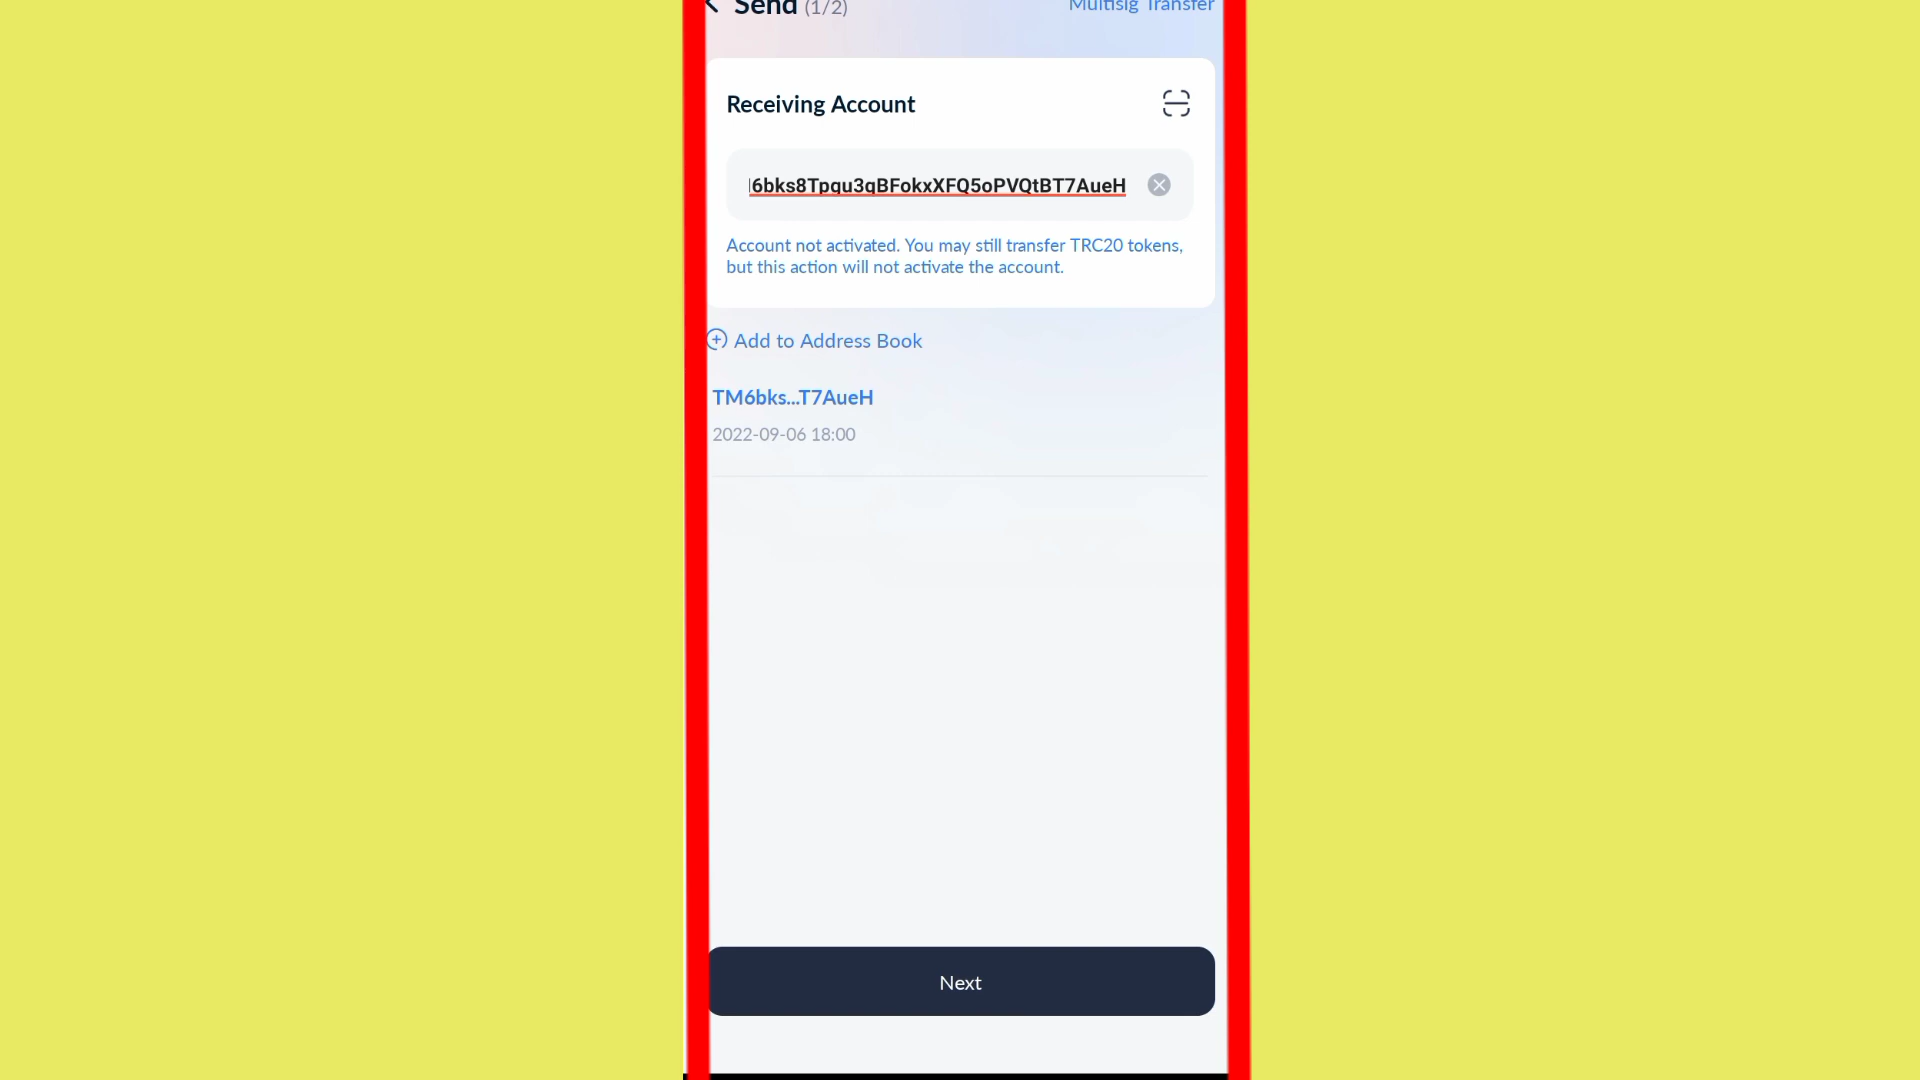 Send (1/2)
Multisig Transfer
Receiving Account
6bks8Tpqu3qBFokxXFQ5oPVQtBT7AueH
Account not activated. You may still transfer TRC20 tokens,
but this action will not activate the account.
Add to Address Book
TM6bks...T7AueH
2022-09-06 18:00
Next